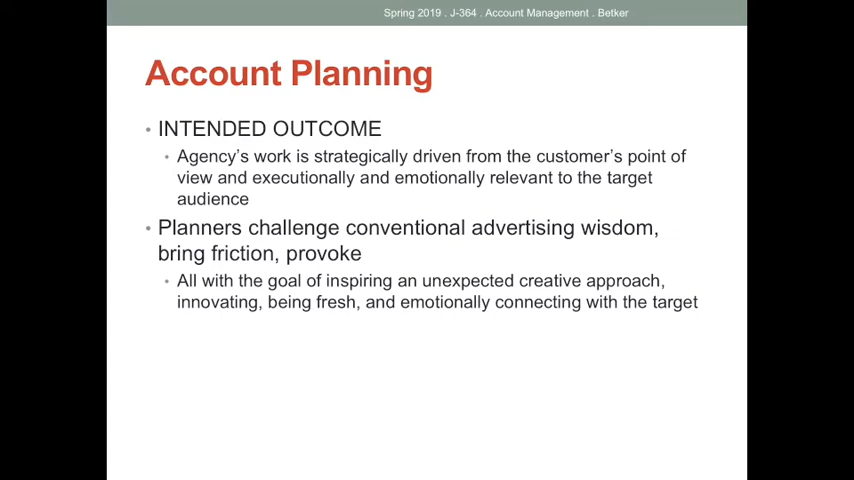 Spring 2019 . J-364 . Account Management . Betker
Account Planning
• INTENDED OUTCOME
• Agency's work is strategically driven from the customer's point of
view and executionally and emotionally relevant to the target
audience
• Planners challenge conventional advertising wisdom,
bring friction, provoke
• All with the goal of inspiring an unexpected creative approach,
innovating, being fresh, and emotionally connecting with the target